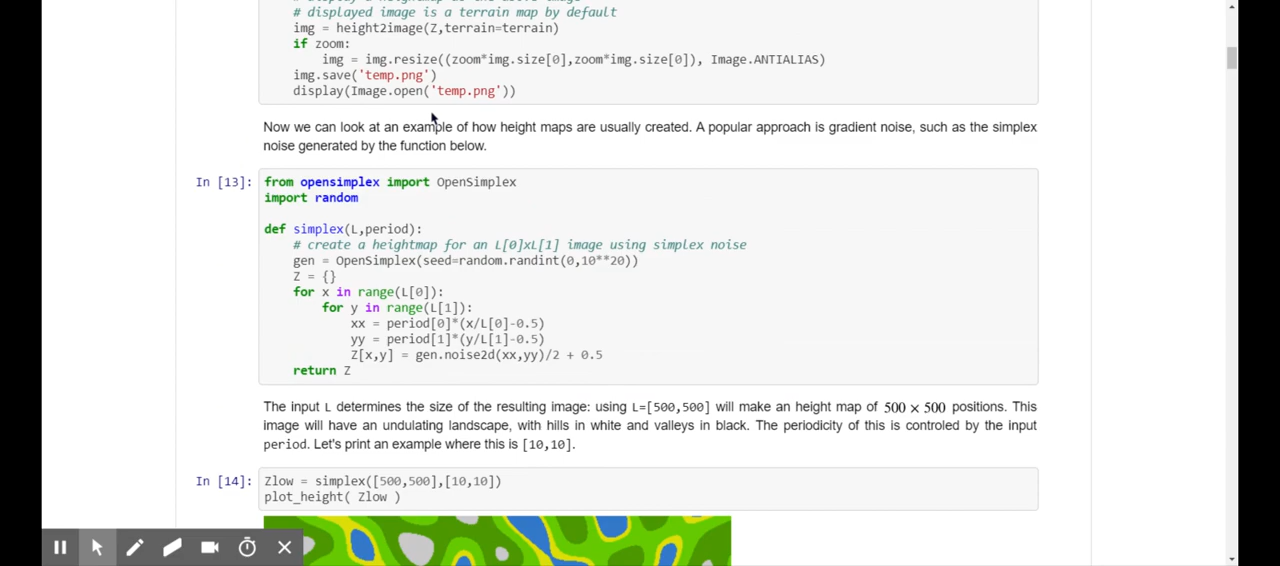 # displayed image is a terrain map by default
img = height2image(Z,terrain=terrain)
if zoom:
img = img.resize((zoom*img.size[0],zoom*img.size[0]), Image.ANTIALIAS)
img.save('temp.png')
display(Image.open('temp.png'))
Now we can look at an example of how height maps are usually created. A popular approach is gradient noise, such as the simplex
noise generated by the function below.
In [13]: from opensimplex import OpenSimplex
import random
def simplex(L,period):
# create a heightmap for an L[0]xL[1] image using simplex noise
gen = OpenSimplex(seed=random.randint(0,10**20))
Z = {}
for x in range(L[0]):
for y in range(L[1]):
xx = period[0]*(x/L[0]-0.5)
yy = period[1]*(y/L[1]-0.5)
Z[x,y] = gen.noise2d(xx,yy)/2 + 0.5
return Z
The input L determines the size of the resulting image: using L=[500,500] will make an height map of 500 × 500 positions. This
image will have an undulating landscape, with hills in white and valleys in black. The periodicity of this is controled by the input
period. Let's print an example where this is [10,10].
In [14]: Zlow = simplex([500,500],[10,10])
plot_height( Zlow )